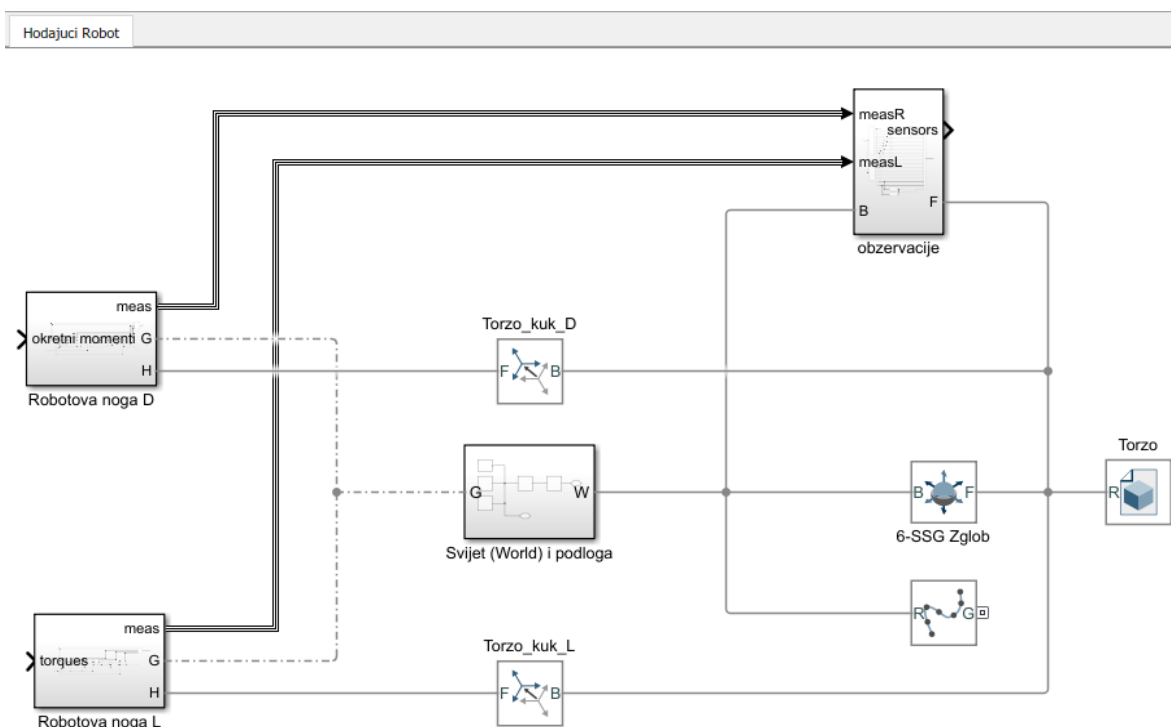 Hodajuci Robot
measR
sensors
measL
B
F
obzervacije
meas
okretni momenti
G
H
Robotova noga D
Torzo_kuk_D
F
B
G
W
Svijet (World) i podloga
B
F
6-SSG Zglob
Torzo
R
R
G
meas
torques
G
H
Robotova noga L
Torzo_kuk_L
F
B